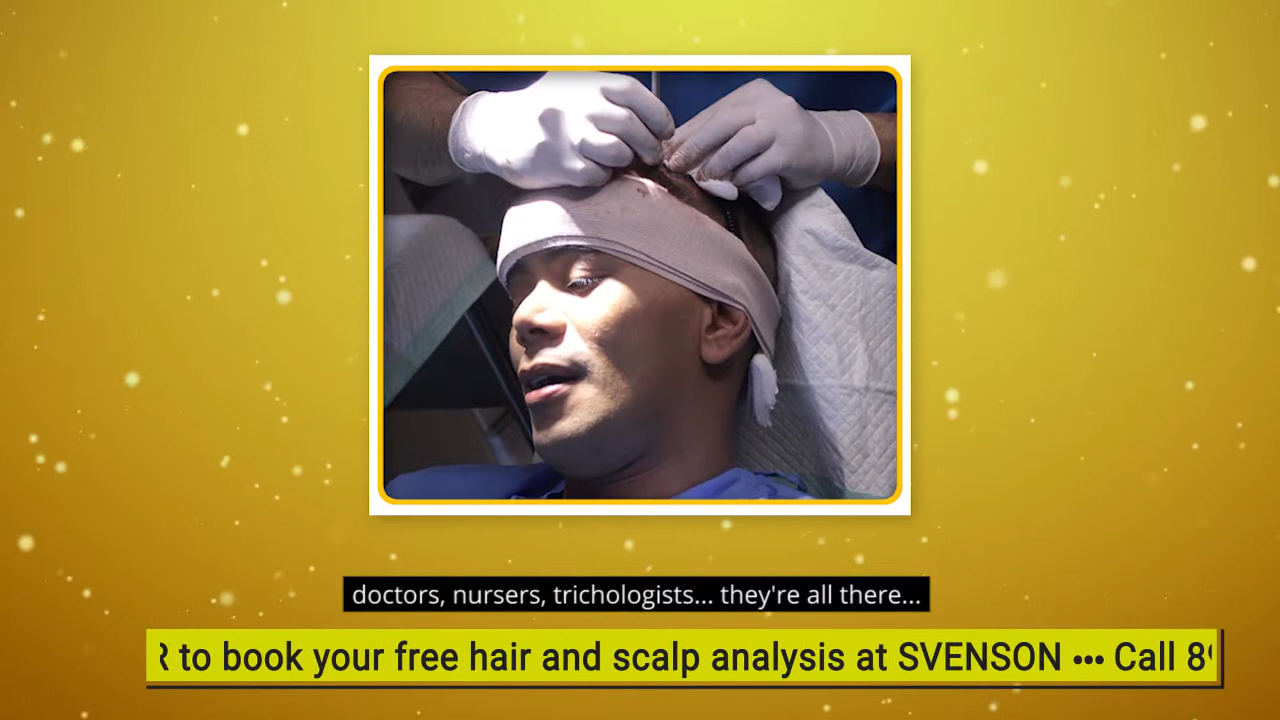 doctors, nursers, trichologists... they're all there...
to book your free hair and scalp analysis at SVENSON ••• Call